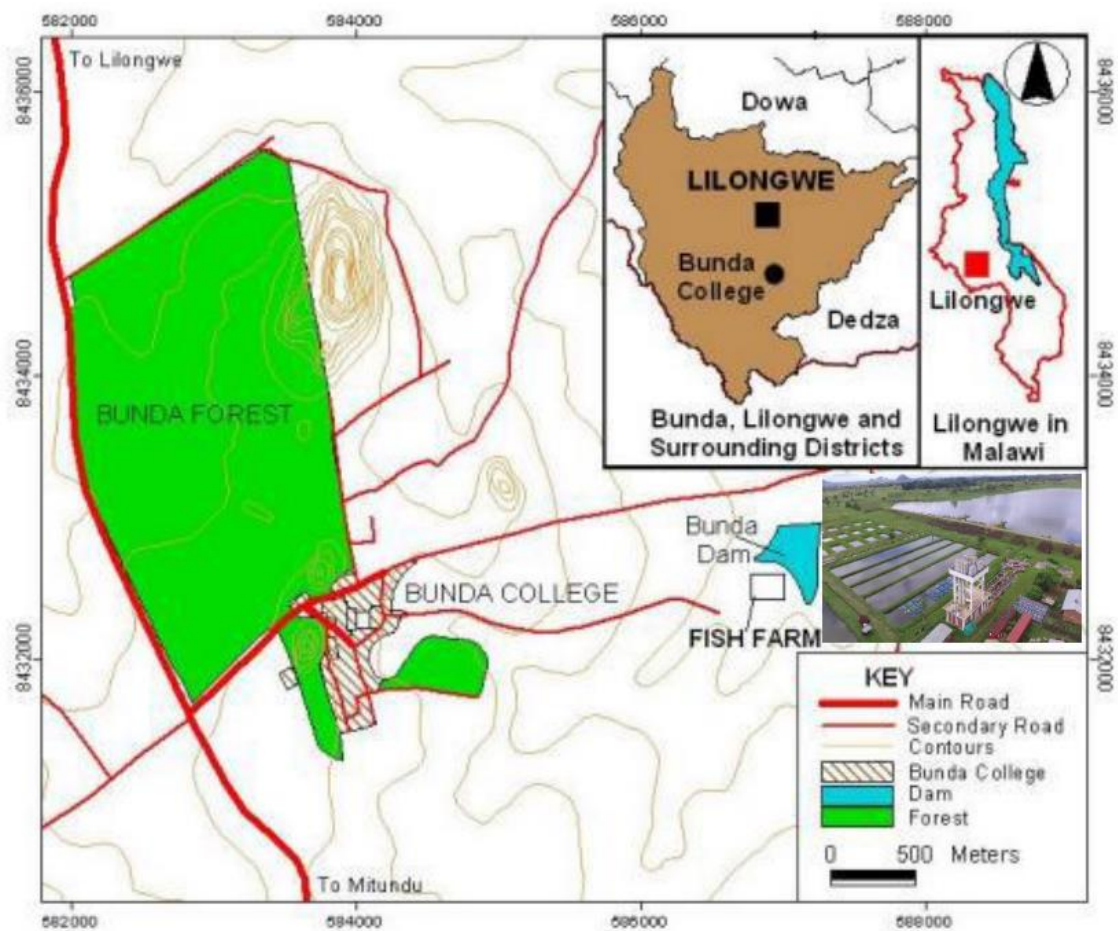 582000
584000
586000
588000
To Lilongwe
8436000
8436000
Dowa
LILONGWE
Bunda
College
Dedza
Lilongwe
Bunda, Lilongwe and
Surrounding Districts
Lilongwe in
Malawi
8434000
8434000
BUNDA FOREST
Bunda
Dam
BUNDA COLLEGE
FISH FARM
8432000
8432000
KEY
Main Road
Secondary Road
Contours
Bunda College
Dam
Forest
0 500 Meters
To Mitundu
582000
584000
586000
588000